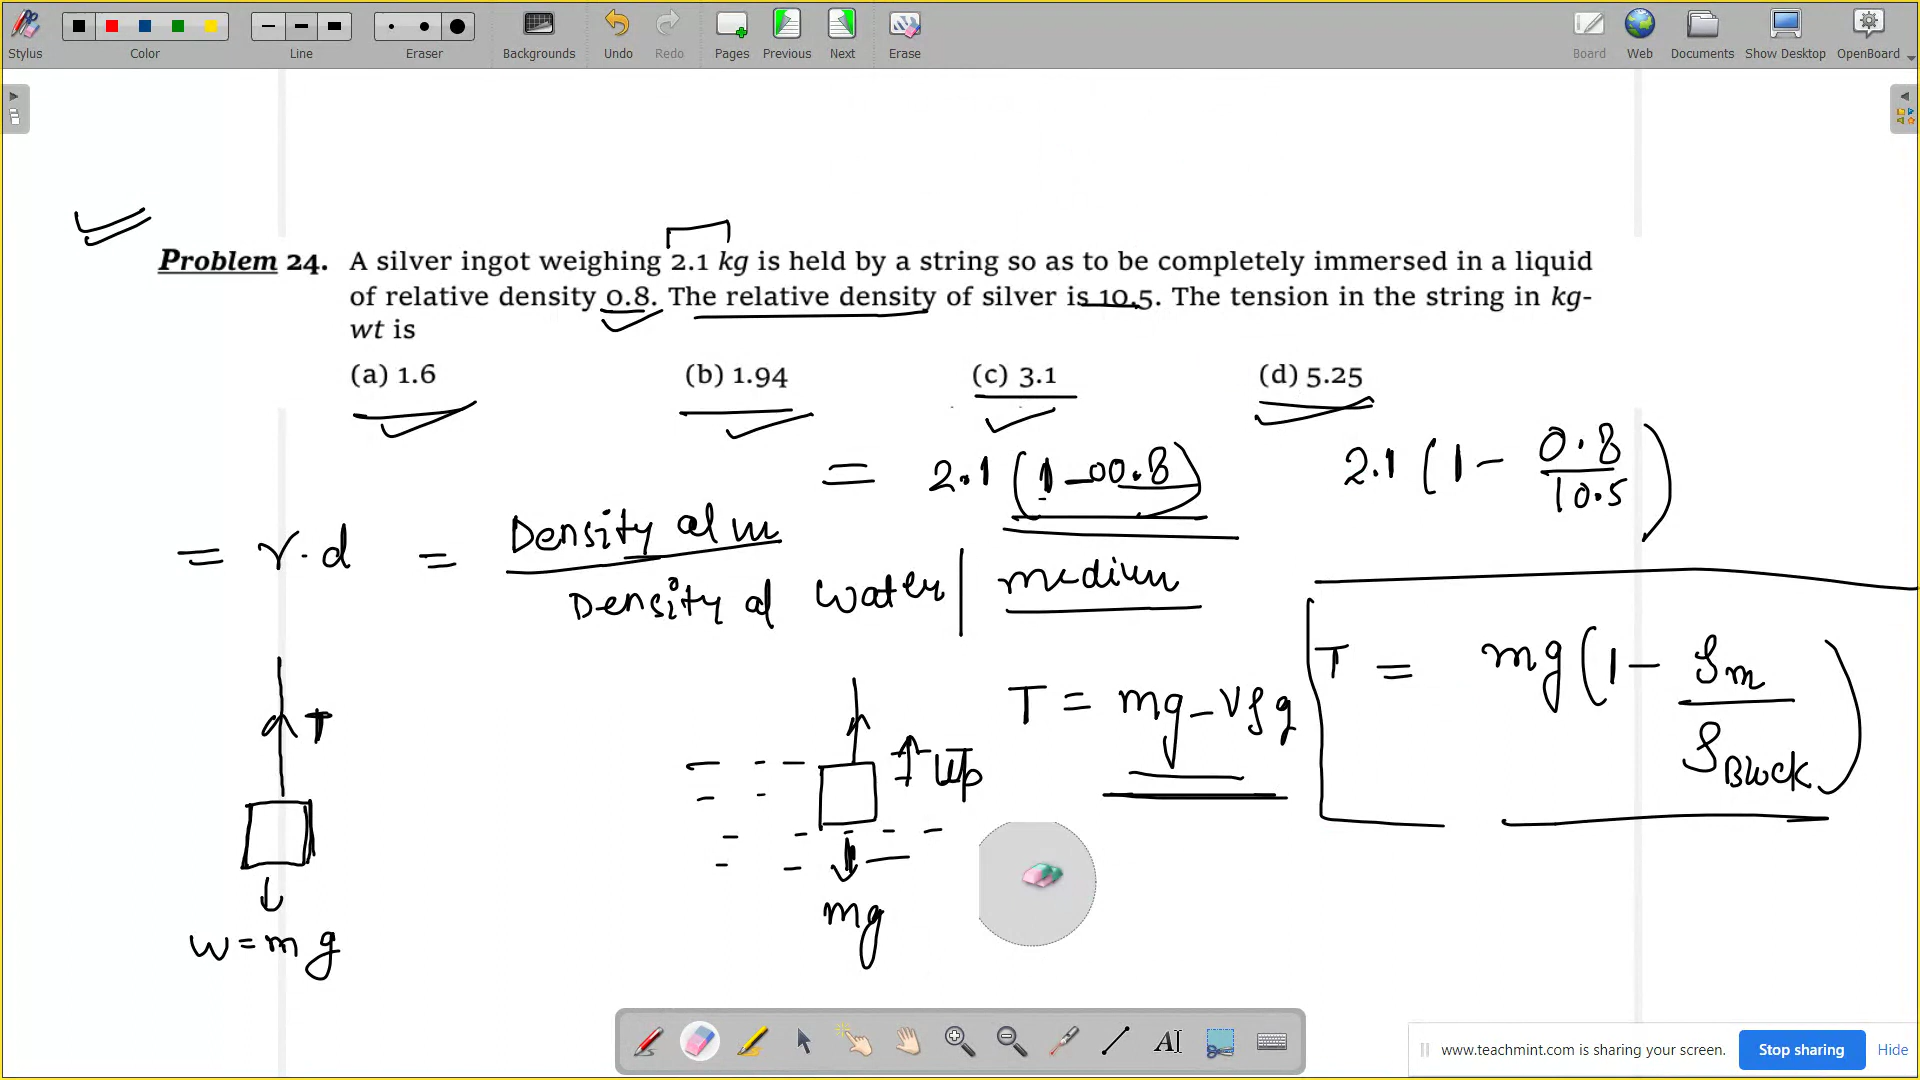 Stylus Color Line Eraser Backgrounds Undo Redo Pages Previous Next Erase Board Web Documents Show Desktop OpenBoard
Problem 24. A silver ingot weighing 2.1 kg is held by a string so as to be completely immersed in a liquid
of relative density 0.8. The relative density of silver is 10.5. The tension in the string in kg-
wt is
(a) 1.6 (b) 1.94 (c) 3.1 (d) 5.25
= 2.1 (1-00.8) 2.1 (1 - 0.8/10.5)
= r.d = Density of m
Density of water | medium
T = mg - Vρg
T = mg (1 - ρm/ρBlock)
T
mg
W = mg
www.teachmint.com is sharing your screen. Stop sharing Hide